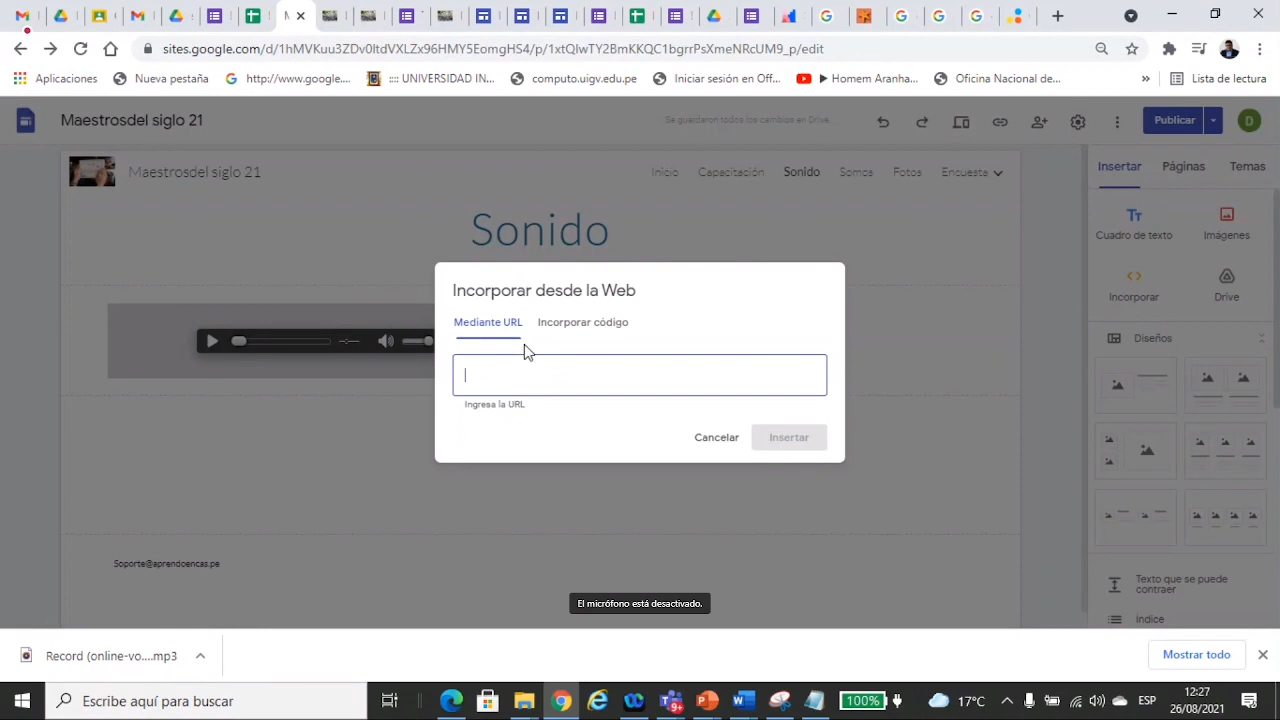 sites.google.com/d/1hMVKuu3ZDv0ltdVXLZx96HMY5EomgHS4/p/1xtQIwTY2BmKKQC1bgrrPsXmeNRcUM9_p/edit
Aplicaciones
Nueva pestaña
http://www.google....
:::: UNIVERSIDAD IN...
computo.uigv.edu.pe
Iniciar sesión en Off...
▶ Homem Aranha...
Oficina Nacional de...
»
Lista de lectura
Maestrosdel siglo 21
Se guardaron todos los cambios en Drive.
Publicar
D
Maestrosdel siglo 21
Inicio
Capacitación
Sonido
Somos
Fotos
Encuesta
Insertar
Páginas
Temas
Sonido
Tt
Cuadro de texto
Imágenes
Incorporar
Drive
Diseños
Incorporar desde la Web
Mediante URL
Incorporar código
Ingresa la URL
Cancelar
Insertar
Soporte@aprendoencas.pe
El micrófono está desactivado.
Texto que se puede
contraer
Índice
Record (online-vo....mp3
Mostrar todo
Escribe aquí para buscar
9+
100%
17°C
ESP
12:27
26/08/2021